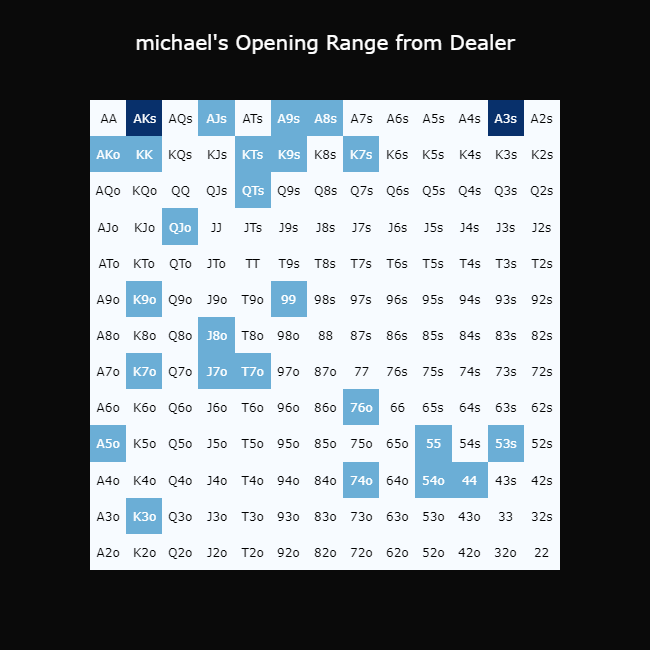 michael's Opening Range from Dealer
AA AKs AQs AJs ATs A9s A8s A7s A6s A5s A4s A3s A2s
AKo KK KQs KJs KTs K9s K8s K7s K6s K5s K4s K3s K2s
AQo KQo QQ QJs QTs Q9s Q8s Q7s Q6s Q5s Q4s Q3s Q2s
AJo KJo QJo JJ JTs J9s J8s J7s J6s J5s J4s J3s J2s
ATo KTo QTo JTo TT T9s T8s T7s T6s T5s T4s T3s T2s
A9o K9o Q9o J9o T9o 99 98s 97s 96s 95s 94s 93s 92s
A8o K8o Q8o J8o T8o 98o 88 87s 86s 85s 84s 83s 82s
A7o K7o Q7o J7o T7o 97o 87o 77 76s 75s 74s 73s 72s
A6o K6o Q6o J6o T6o 96o 86o 76o 66 65s 64s 63s 62s
A5o K5o Q5o J5o T5o 95o 85o 75o 65o 55 54s 53s 52s
A4o K4o Q4o J4o T4o 94o 84o 74o 64o 54o 44 43s 42s
A3o K3o Q3o J3o T3o 93o 83o 73o 63o 53o 43o 33 32s
A2o K2o Q2o J2o T2o 92o 82o 72o 62o 52o 42o 32o 22